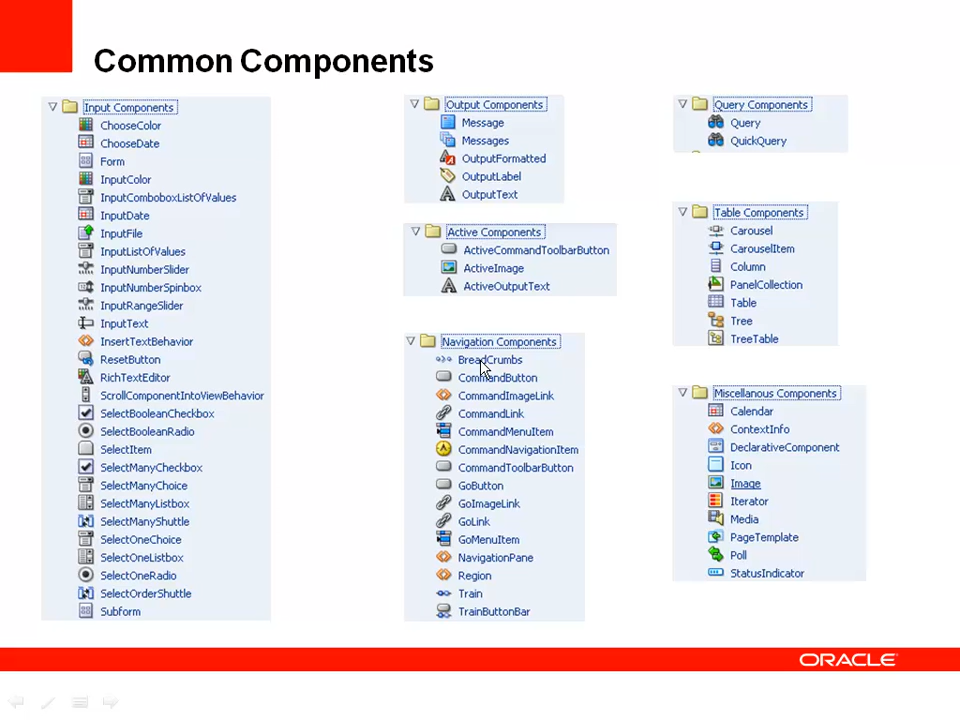 Common Components
Input Components
ChooseColor
ChooseDate
Form
InputColor
InputComboboxListOfValues
InputDate
InputFile
InputListOfValues
InputNumberSlider
InputNumberSpinbox
InputRangeSlider
InputText
InsertTextBehavior
ResetButton
RichTextEditor
ScrollComponentIntoViewBehavior
SelectBooleanCheckbox
SelectBooleanRadio
SelectItem
SelectManyCheckbox
SelectManyChoice
SelectManyListbox
SelectManyShuttle
SelectOneChoice
SelectOneListbox
SelectOneRadio
SelectOrderShuttle
Subform
Output Components
Message
Messages
OutputFormatted
OutputLabel
OutputText
Active Components
ActiveCommandToolbarButton
ActiveImage
ActiveOutputText
Navigation Components
BreadCrumbs
CommandButton
CommandImageLink
CommandLink
CommandMenuItem
CommandNavigationItem
CommandToolbarButton
GoButton
GoImageLink
GoLink
GoMenuItem
NavigationPane
Region
Train
TrainButtonBar
Query Components
Query
QuickQuery
Table Components
Carousel
CarouselItem
Column
PanelCollection
Table
Tree
TreeTable
Miscellanous Components
Calendar
ContextInfo
DeclarativeComponent
Icon
Image
Iterator
Media
PageTemplate
Poll
StatusIndicator
ORACLE